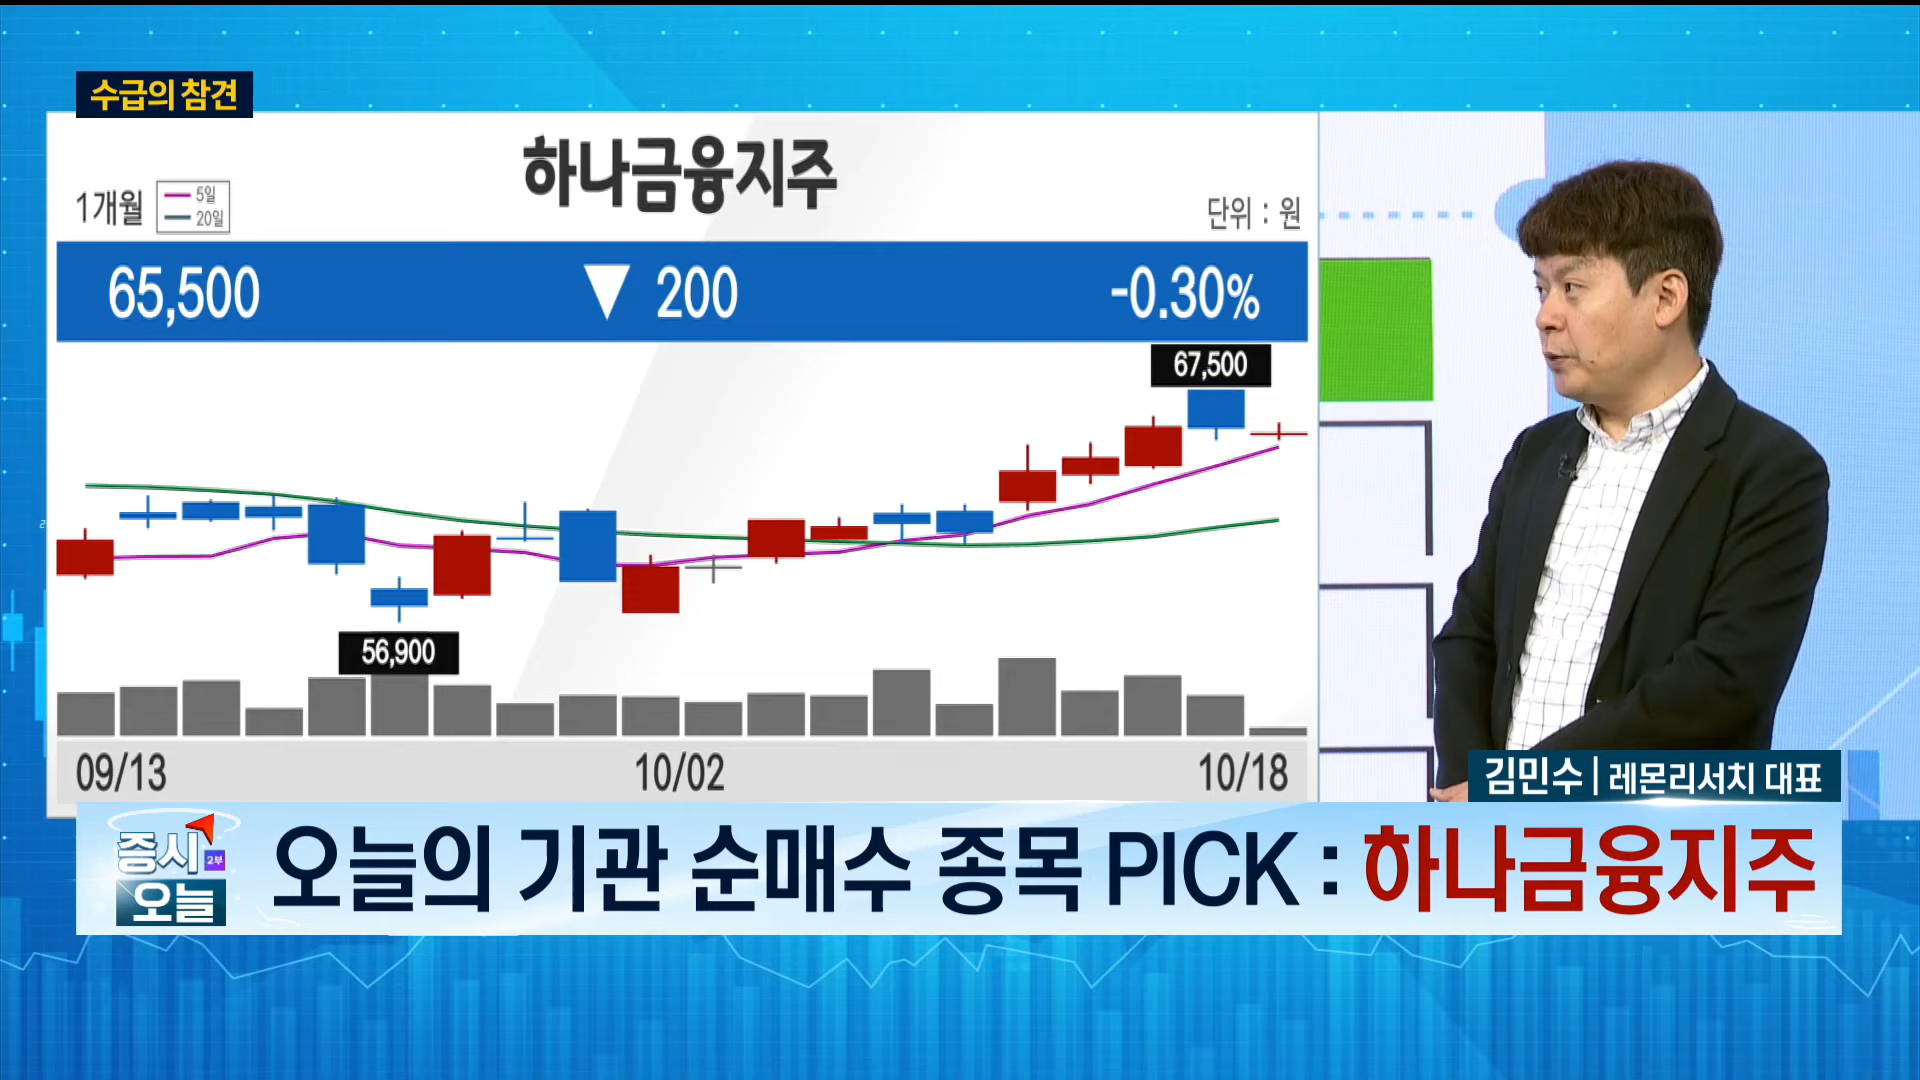 수급의 참견
하나금융지주
1개월
5일
20일
단위 : 원
65,500 ▼ 200 -0.30%
67,500
56,900
09/13 10/02 10/18
김민수 | 레몬리서치 대표
증시 2부
오늘
오늘의 기관 순매수 종목 PICK : 하나금융지주